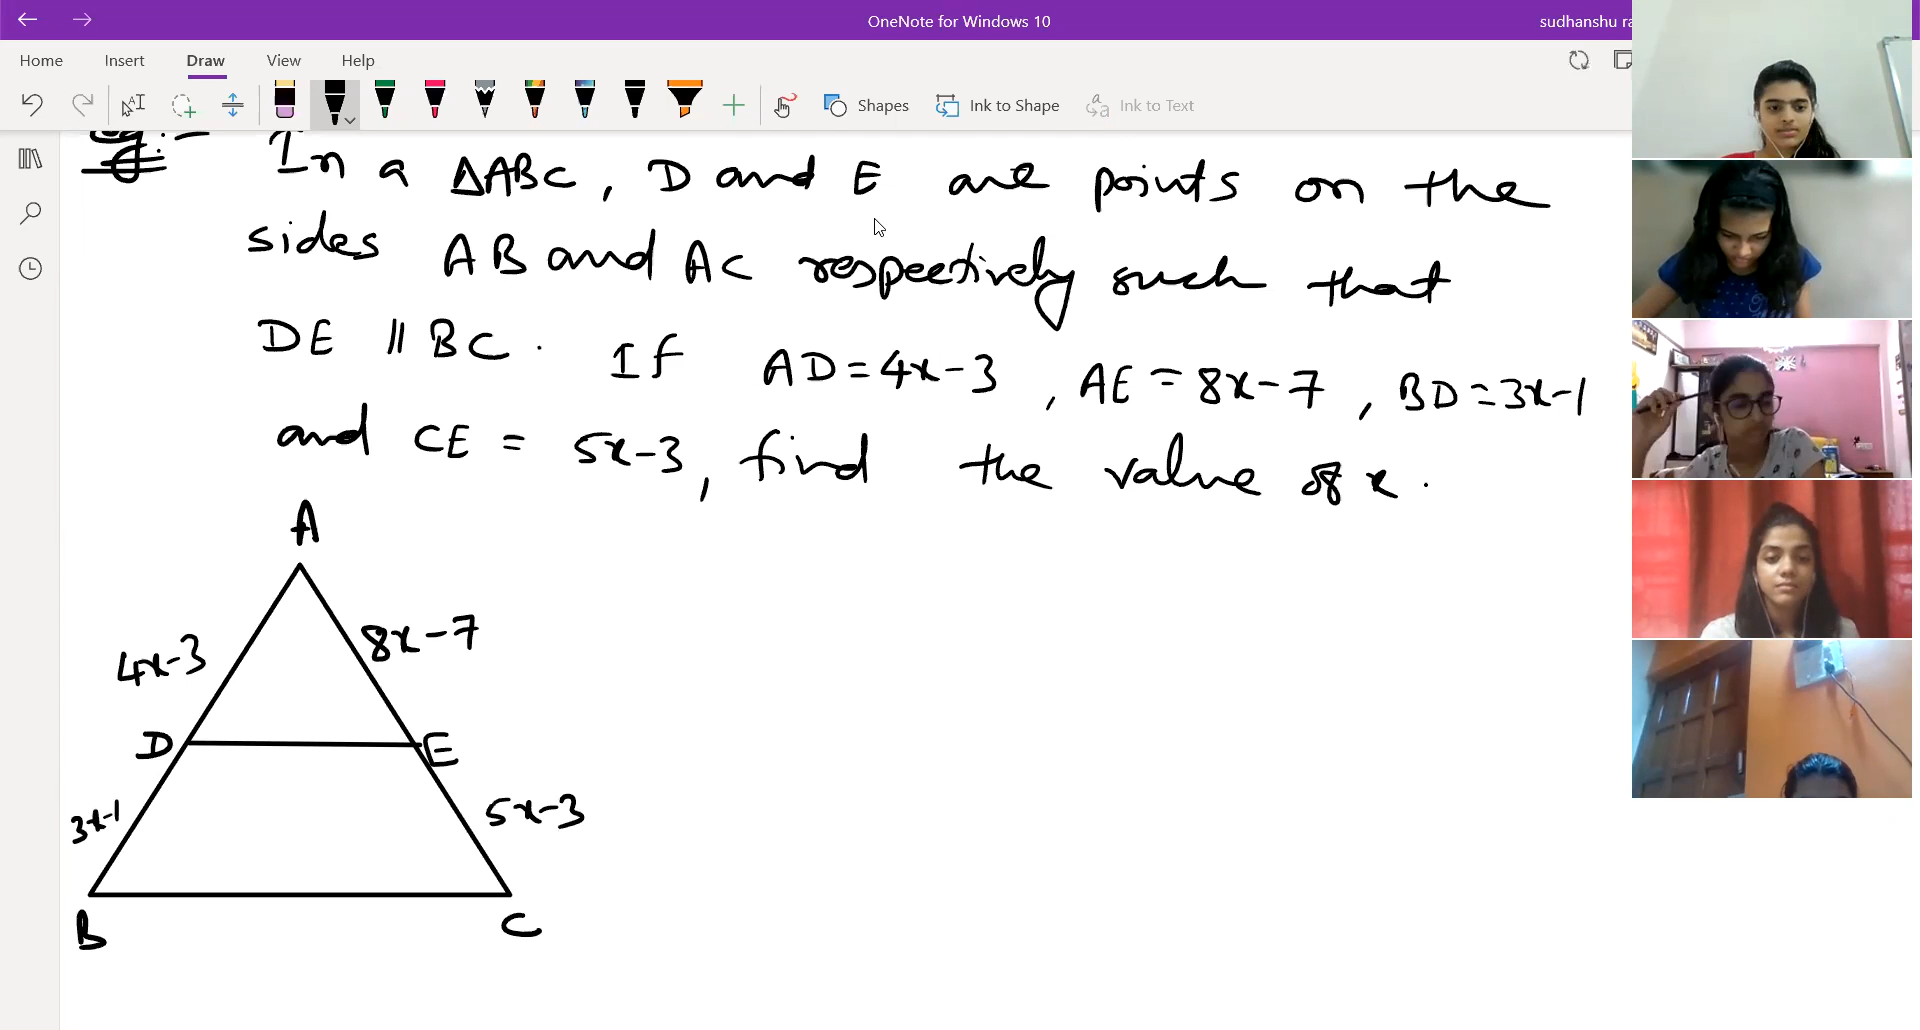 OneNote for Windows 10
sudhanshu ra
Home Insert Draw View Help
Shapes Ink to Shape Ink to Text
Eg:-
In a ΔABC, D and E are points on the
sides AB and AC respectively such that
DE || BC. If AD=4x-3, AE=8x-7, BD=3x-1
and CE = 5x-3, find the value of x.
A
4x-3 8x-7
D E
3x-1 5x-3
B C